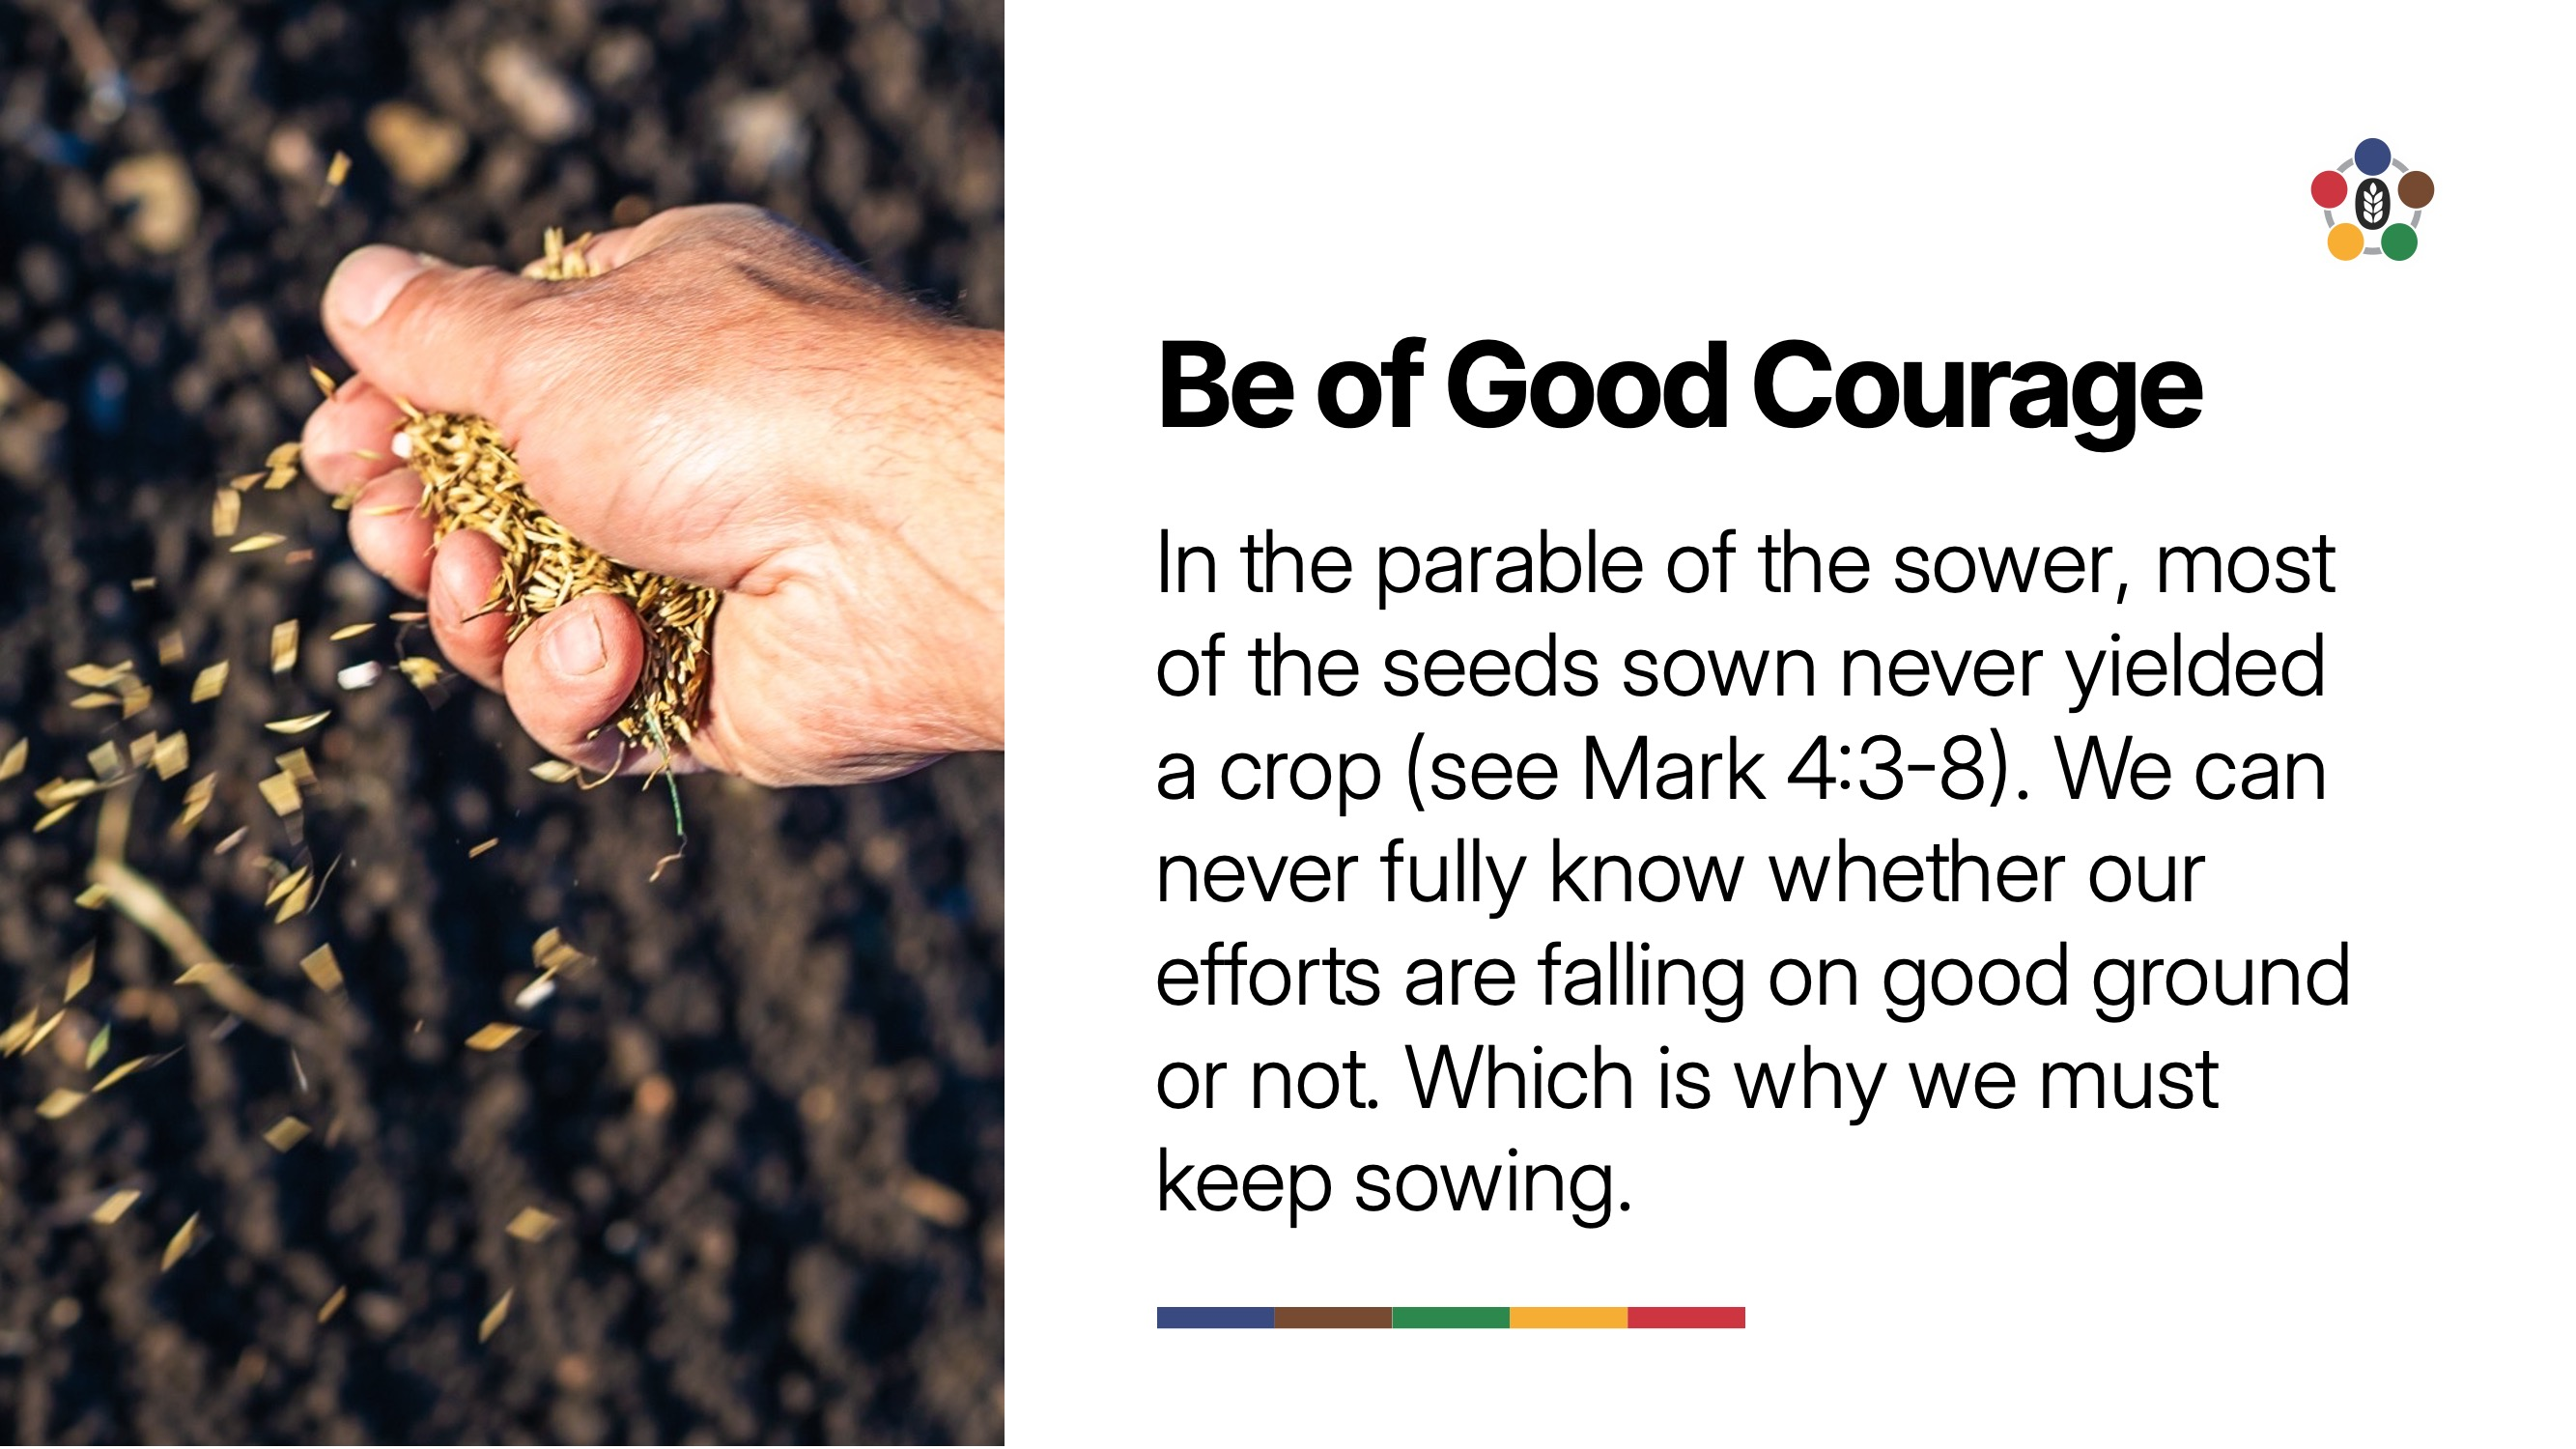 Be of Good Courage
In the parable of the sower, most
of the seeds sown never yielded
a crop (see Mark 4:3-8). We can
never fully know whether our
efforts are falling on good ground
or not. Which is why we must
keep sowing.